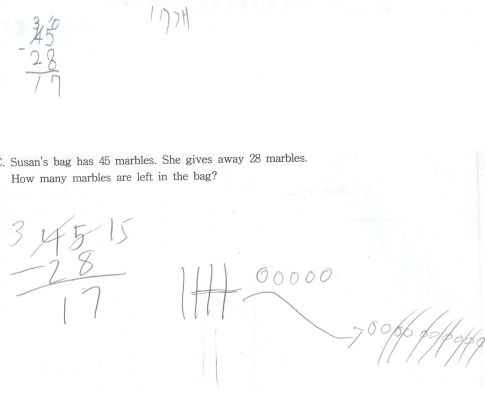 3 10
45
- 28
17
17개
C. Susan's bag has 45 marbles. She gives away 28 marbles.
How many marbles are left in the bag?
3 45 15
- 28
17